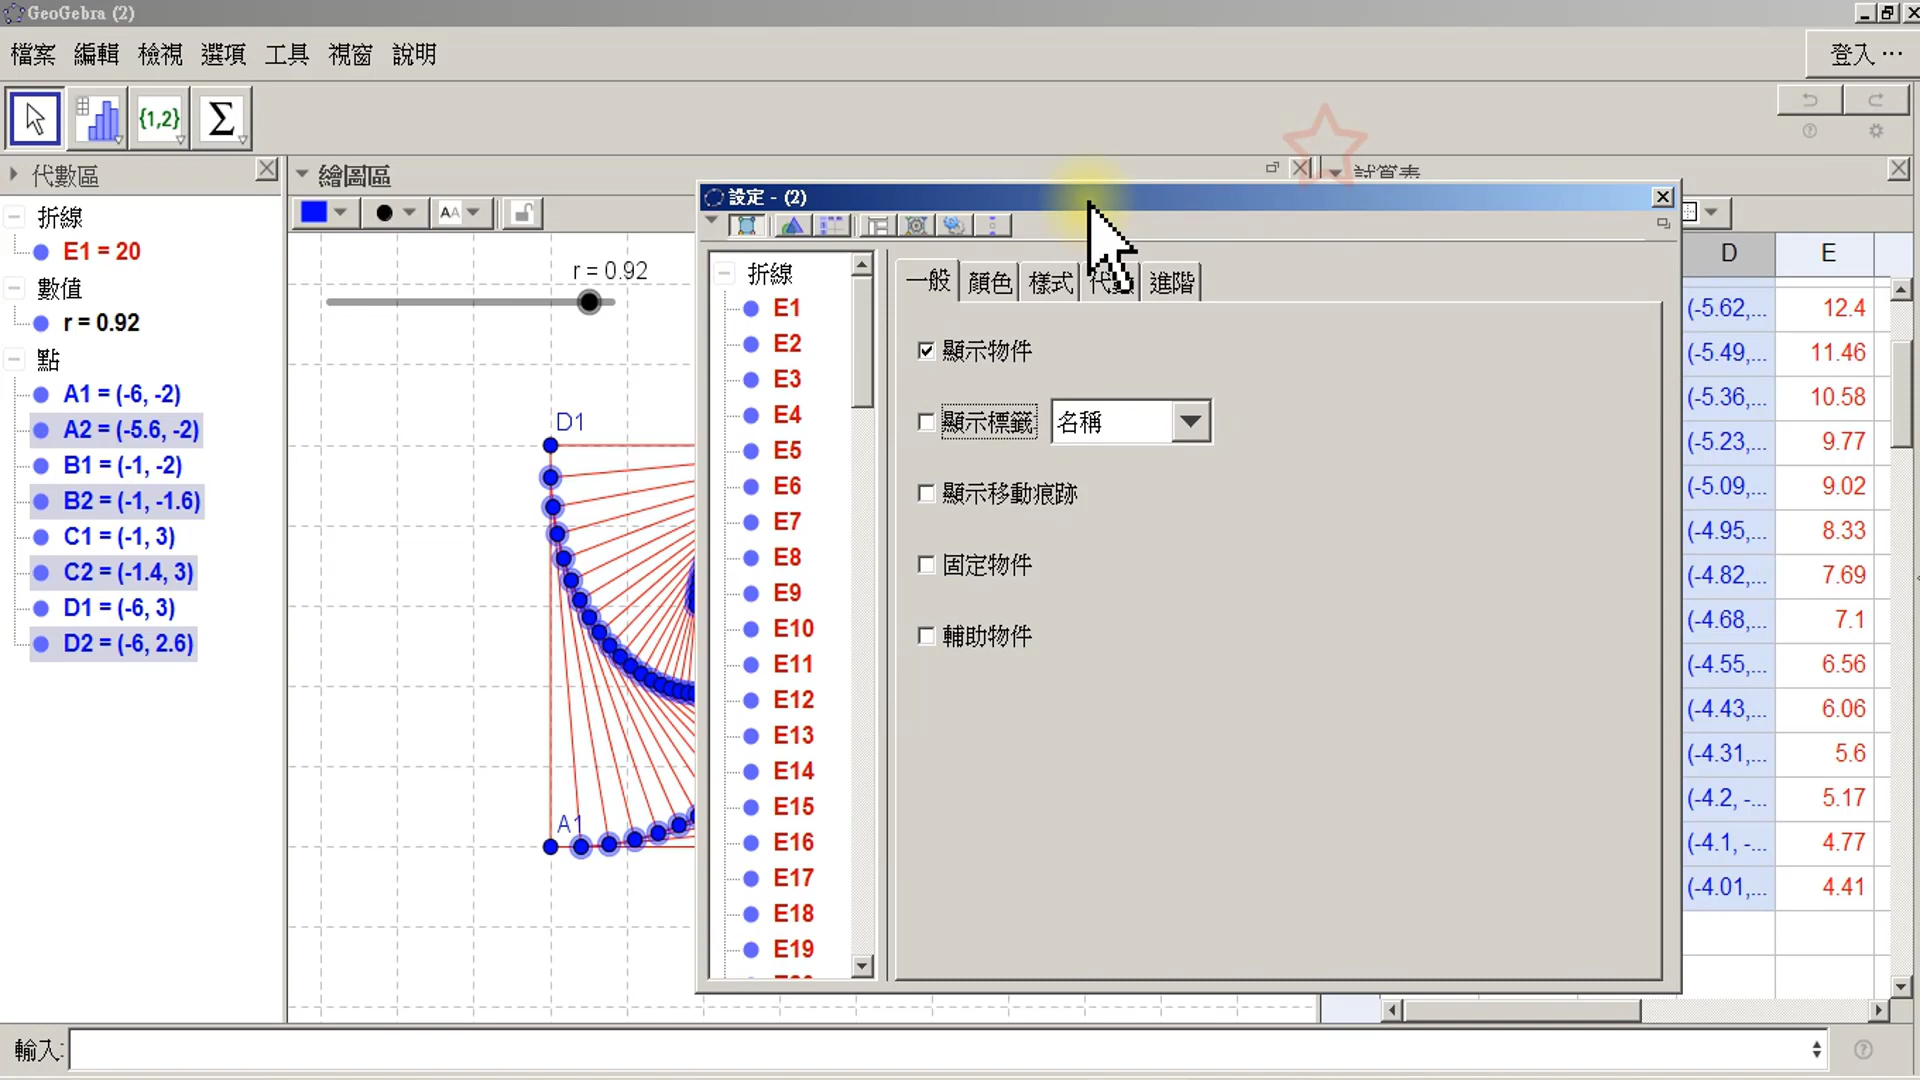 GeoGebra (2)
檔案 編輯 檢視 選項 工具 視窗 說明
登入 ...
{1,2} Σ
代數區
繪圖區
試算表
折線
E1 = 20
數值
r = 0.92
點
A1 = (-6, -2)
A2 = (-5.6, -2)
B1 = (-1, -2)
B2 = (-1, -1.6)
C1 = (-1, 3)
C2 = (-1.4, 3)
D1 = (-6, 3)
D2 = (-6, 2.6)
AA
r = 0.92
D1
A1
設定 - (2)
折線
E1
E2
E3
E4
E5
E6
E7
E8
E9
E10
E11
E12
E13
E14
E15
E16
E17
E18
E19
一般 顏色 樣式 代數 進階
顯示物件
顯示標籤: 名稱
顯示移動痕跡
固定物件
輔助物件
D E
(-5.62,... 12.4
(-5.49,... 11.46
(-5.36,... 10.58
(-5.23,... 9.77
(-5.09,... 9.02
(-4.95,... 8.33
(-4.82,... 7.69
(-4.68,... 7.1
(-4.55,... 6.56
(-4.43,... 6.06
(-4.31,... 5.6
(-4.2, -... 5.17
(-4.1, -... 4.77
(-4.01,... 4.41
輸入: